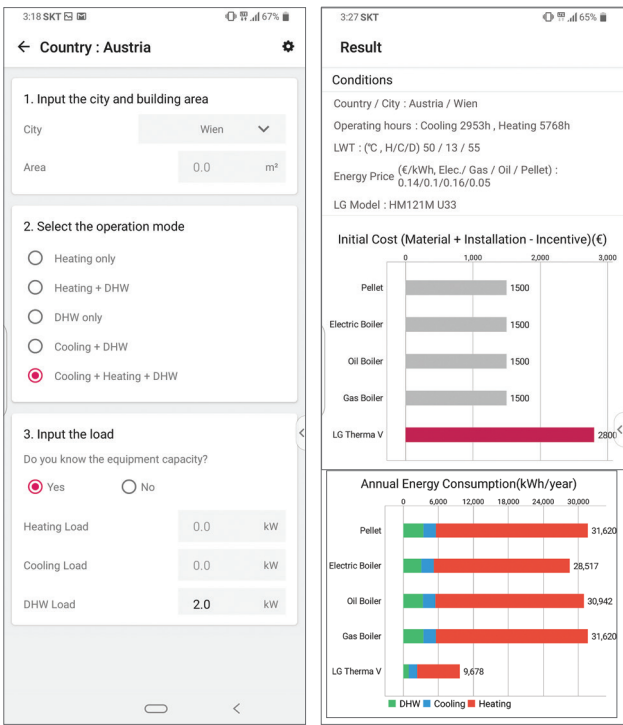 3:18 SKT
67%
Country : Austria
1. Input the city and building area
City Wien
Area 0.0 m²
2. Select the operation mode
Heating only
Heating + DHW
DHW only
Cooling + DHW
Cooling + Heating + DHW
3. Input the load
Do you know the equipment capacity?
Yes No
Heating Load 0.0 kW
Cooling Load 0.0 kW
DHW Load 2.0 kW
3:27 SKT
65%
Result
Conditions
Country / City : Austria / Wien
Operating hours : Cooling 2953h , Heating 5768h
LWT : (℃ , H/C/D) 50 / 13 / 55
Energy Price (€/kWh, Elec./ Gas / Oil / Pellet) :
0.14/0.1/0.16/0.05
LG Model : HM121M U33
Initial Cost (Material + Installation - Incentive)(€)
0 1,000 2,000 3,000
Pellet 1500
Electric Boiler 1500
Oil Boiler 1500
Gas Boiler 1500
LG Therma V 2800
Annual Energy Consumption(kWh/year)
0 6,000 12,000 18,000 24,000 30,000
Pellet 31,620
Electric Boiler 28,517
Oil Boiler 30,942
Gas Boiler 31,620
LG Therma V 9,678
DHW Cooling Heating